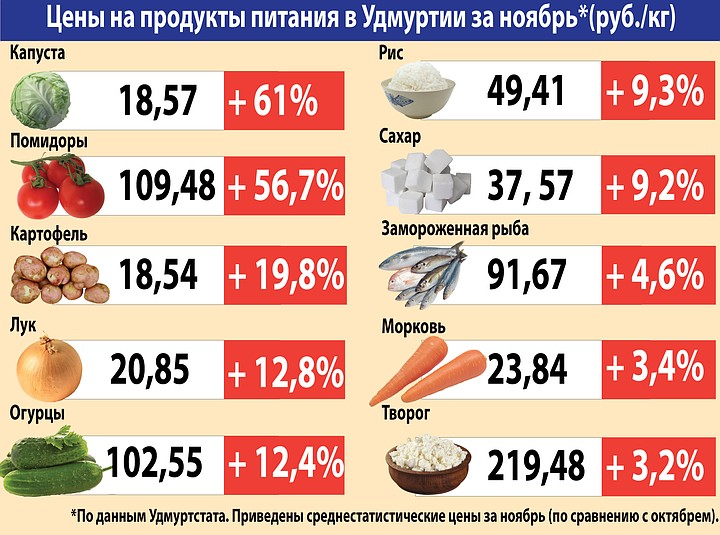 Цены на продукты питания в Удмуртии за ноябрь*(руб./кг)
Капуста
18,57 + 61%
Помидоры
109,48 + 56,7%
Картофель
18,54 + 19,8%
Лук
20,85 + 12,8%
Огурцы
102,55 + 12,4%
Рис
49,41 + 9,3%
Сахар
37, 57 + 9,2%
Замороженная рыба
91,67 + 4,6%
Морковь
23,84 + 3,4%
Творог
219,48 + 3,2%
*По данным Удмуртстата. Приведены среднестатистические цены за ноябрь (по сравнению с октябрем).